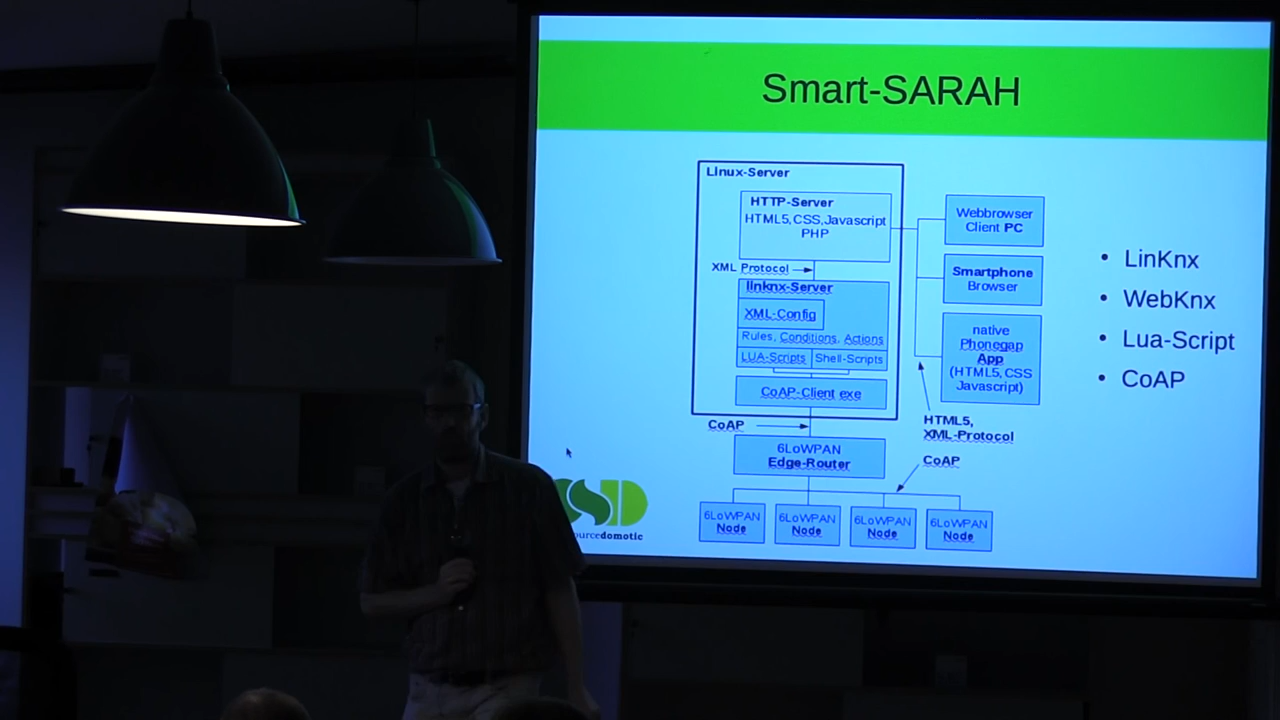 Smart-SARAH
Linux-Server
HTTP-Server
HTML5, CSS, Javascript
PHP
XML Protocol
linknx-Server
XML-Config
Rules, Conditions, Actions
LUA-Scripts
Shell-Scripts
CoAP-Client exe
CoAP
6LoWPAN
Edge-Router
6LoWPAN
Node
6LoWPAN
Node
6LoWPAN
Node
6LoWPAN
Node
Webbrowser
Client PC
Smartphone
Browser
native
Phonegap
App
(HTML5, CSS
Javascript)
HTML5,
XML-Protocol
CoAP
• LinKnx
• WebKnx
• Lua-Script
• CoAP
urcedomotic